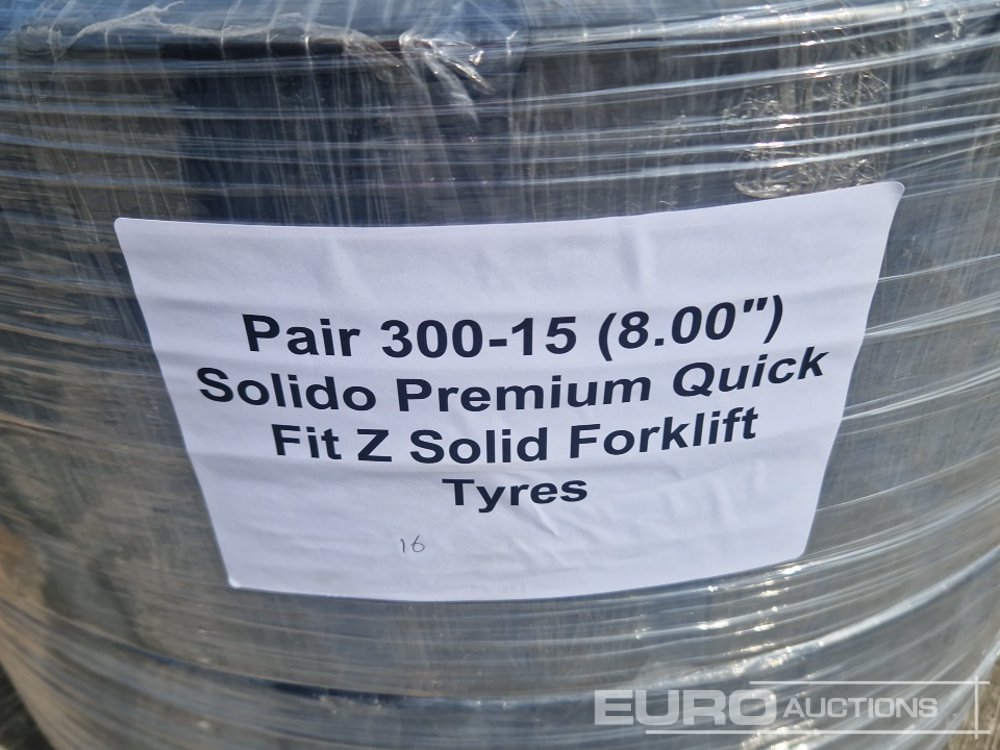 Pair 300-15 (8.00")
Solido Premium Quick
Fit Z Solid Forklift
Tyres
16
EURO AUCTIONS